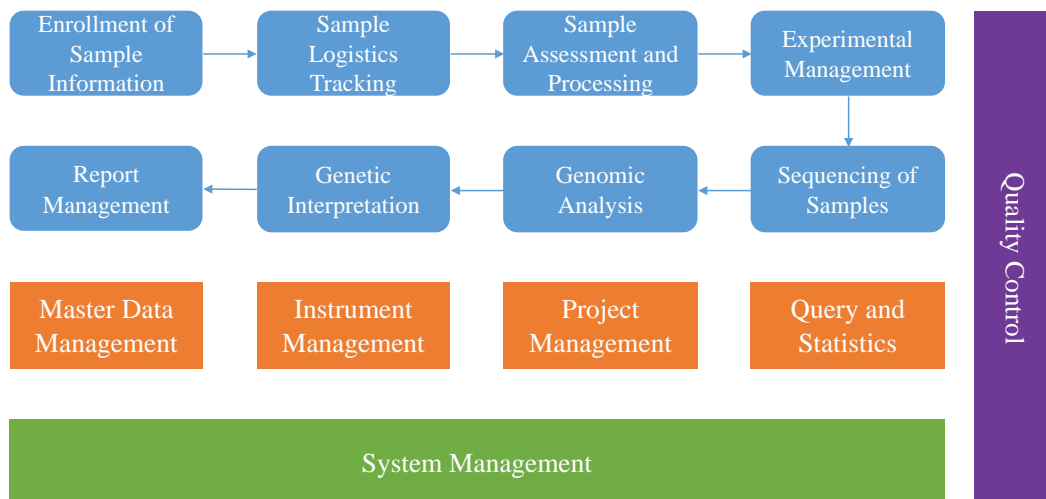 Enrollment of
Sample
Information
Sample
Logistics
Tracking
Sample
Assessment and
Processing
Experimental
Management
Report
Management
Genetic
Interpretation
Genomic
Analysis
Sequencing of
Samples
Master Data
Management
Instrument
Management
Project
Management
Query and
Statistics
System Management
Quality Control